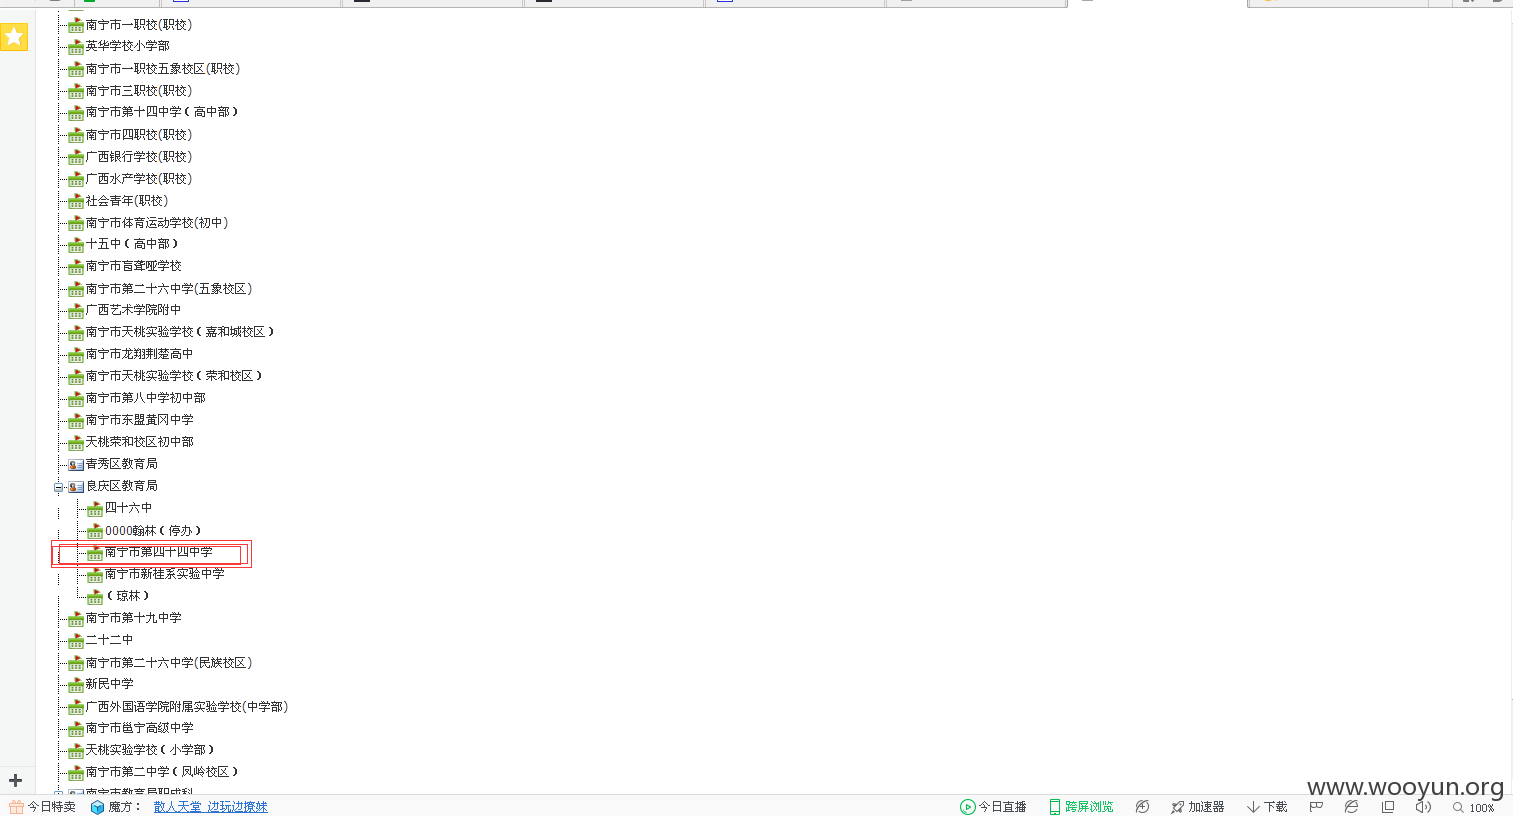 南宁市一职校(职校)
英华学校小学部
南宁市一职校五象校区(职校)
南宁市三职校(职校)
南宁市第十四中学（高中部）
南宁市四职校(职校)
广西银行学校(职校)
广西水产学校(职校)
社会青年(职校)
南宁市体育运动学校(初中)
十五中（高中部）
南宁市盲聋哑学校
南宁市第二十六中学(五象校区)
广西艺术学院附中
南宁市天桃实验学校（嘉和城校区）
南宁市龙翔荆楚高中
南宁市天桃实验学校（荣和校区）
南宁市第八中学初中部
南宁市东盟黄冈中学
天桃荣和校区初中部
青秀区教育局
良庆区教育局
四十六中
0000翰林（停办）
南宁市第四十四中学
南宁市新桂系实验中学
（琼林）
南宁市第十九中学
二十二中
南宁市第二十六中学(民族校区)
新民中学
广西外国语学院附属实验学校(中学部)
南宁市邕宁高级中学
天桃实验学校（小学部）
南宁市第二中学（凤岭校区）
南宁市教育局职成科
www.wooyun.org
今日特卖 魔方： 散人天堂 边玩边撩妹 今日直播 跨屏浏览 加速器 下载 100%